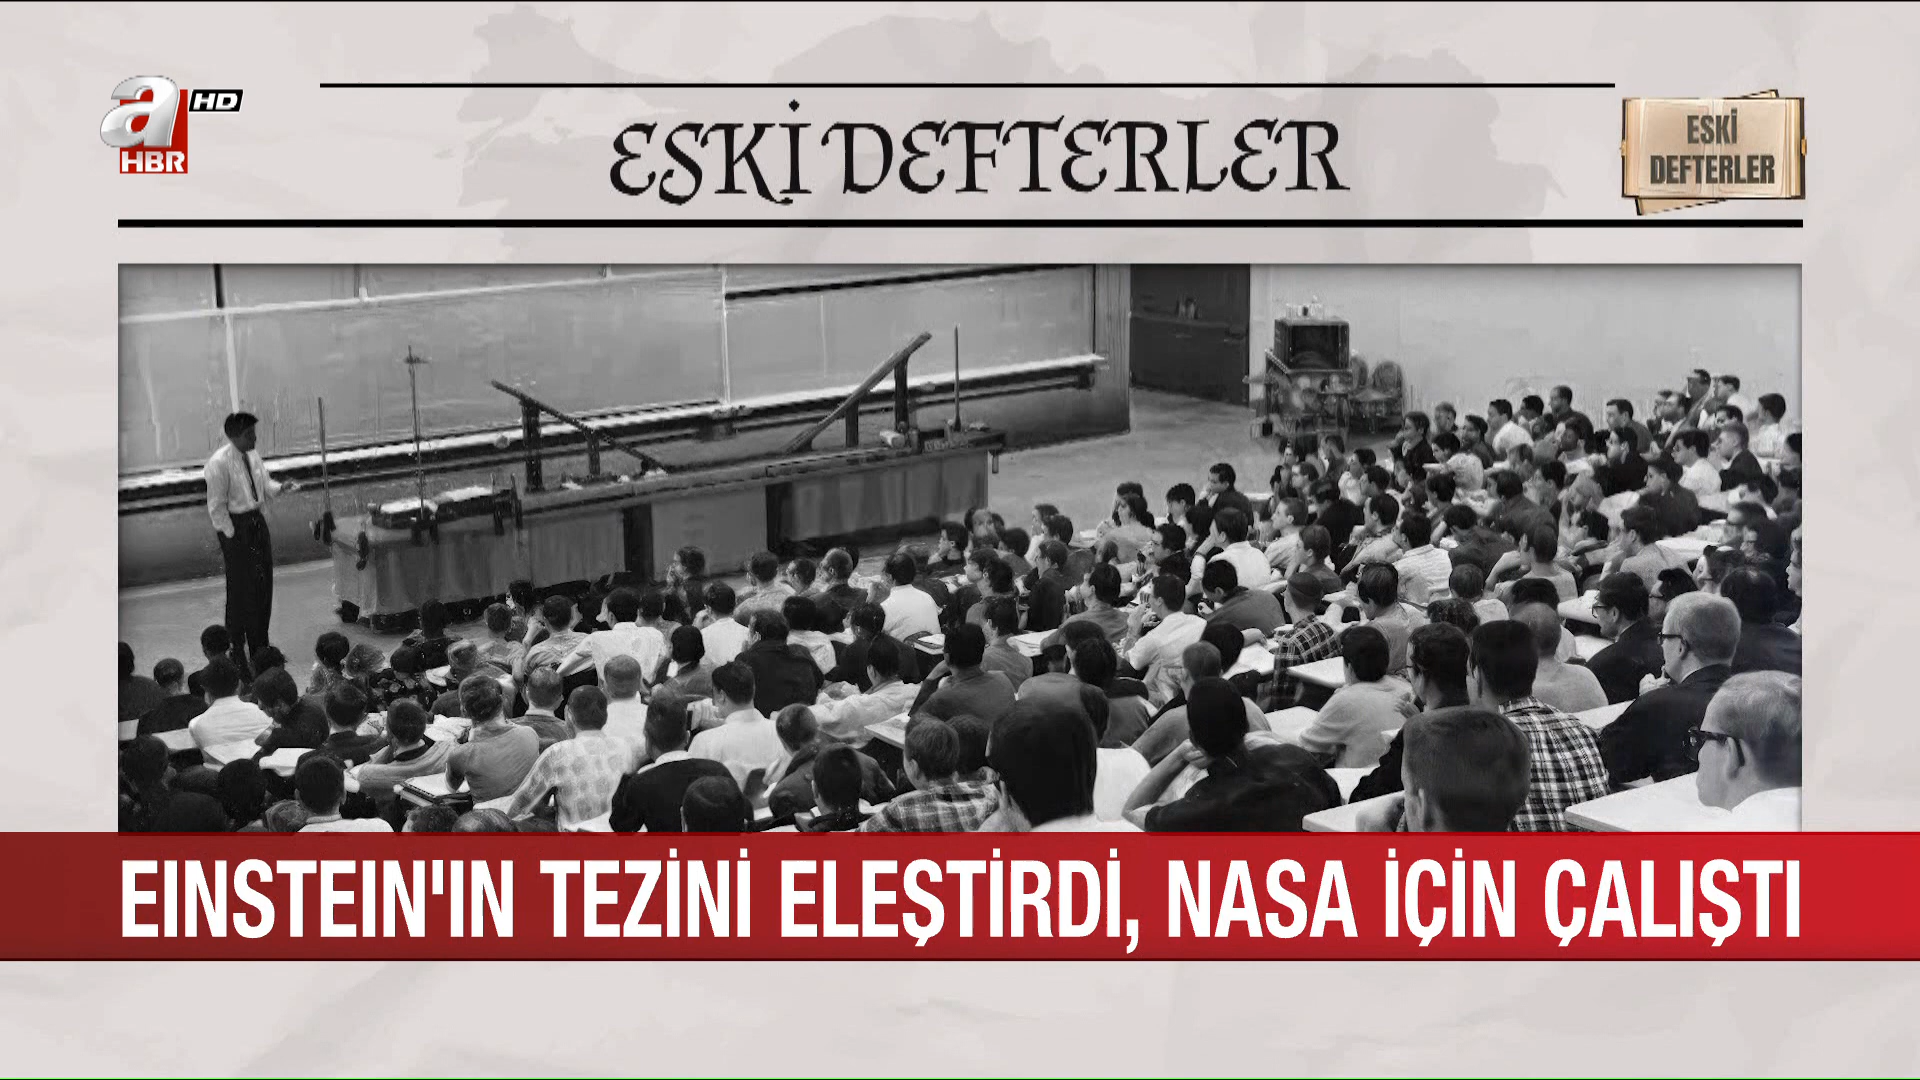 a HD
HBR
ESKİ DEFTERLER
ESKİ
DEFTERLER
EINSTEIN'IN TEZİNİ ELEŞTİRDİ, NASA İÇİN ÇALIŞTI